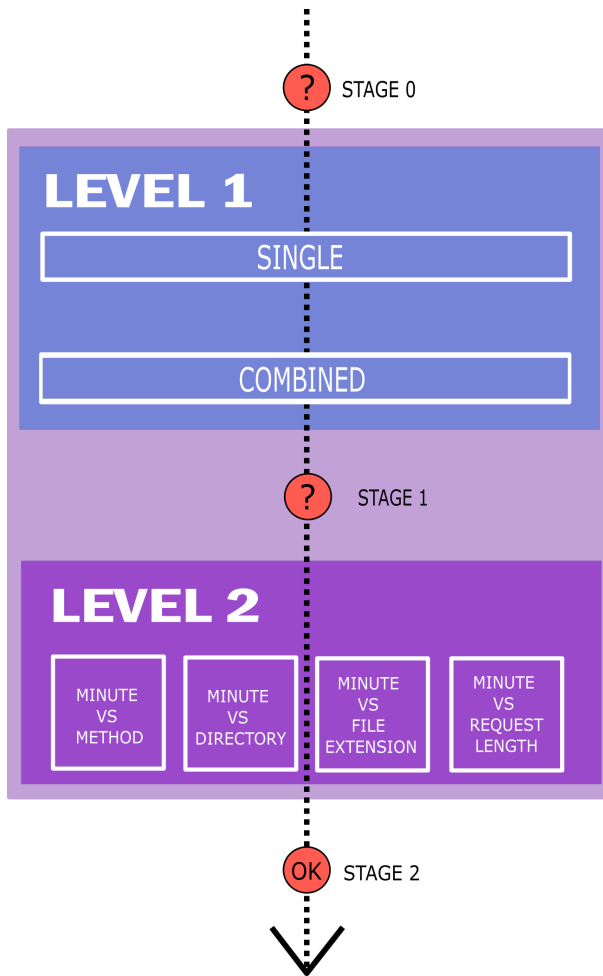 ?
STAGE 0
LEVEL 1
SINGLE
COMBINED
?
STAGE 1
LEVEL 2
MINUTE
VS
METHOD
MINUTE
VS
DIRECTORY
MINUTE
VS
FILE
EXTENSION
MINUTE
VS
REQUEST
LENGTH
OK
STAGE 2